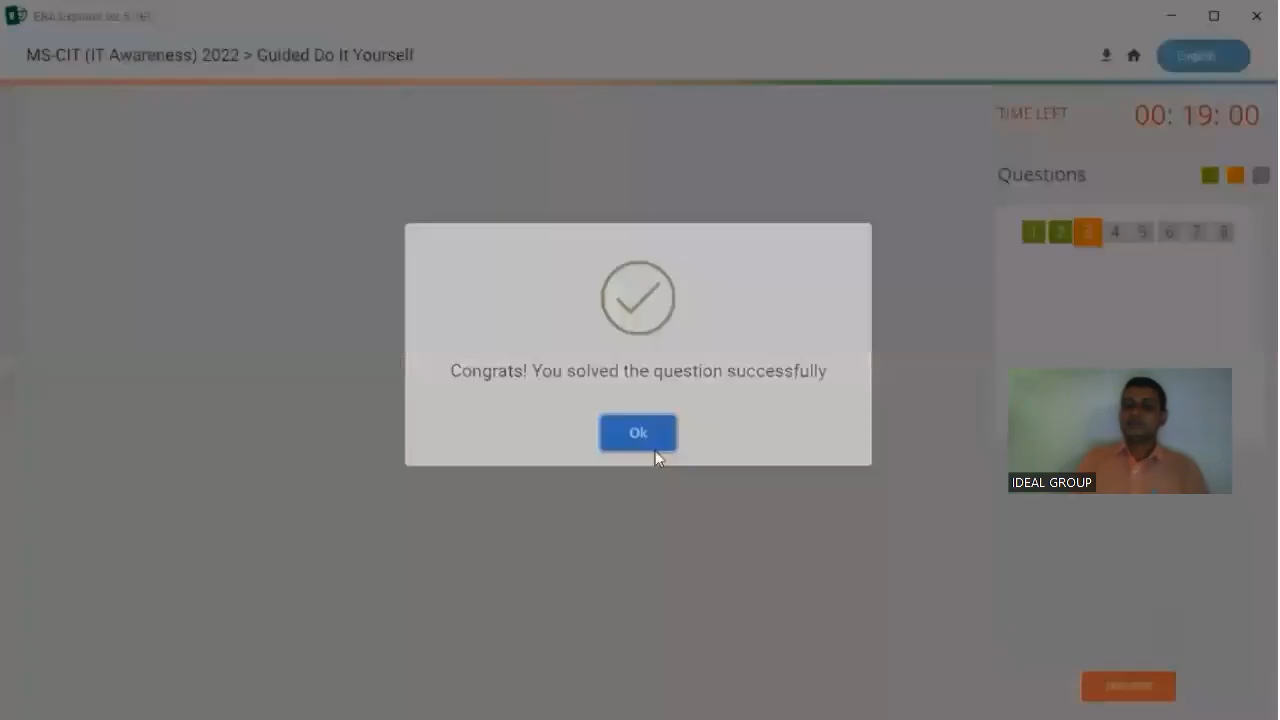 MS-CIT (IT Awareness) 2022 > Guided Do It Yourself
English
TIME LEFT
00: 19: 00
Questions
1 2 3 4 5 6 7 8
Congrats! You solved the question successfully
Ok
IDEAL GROUP